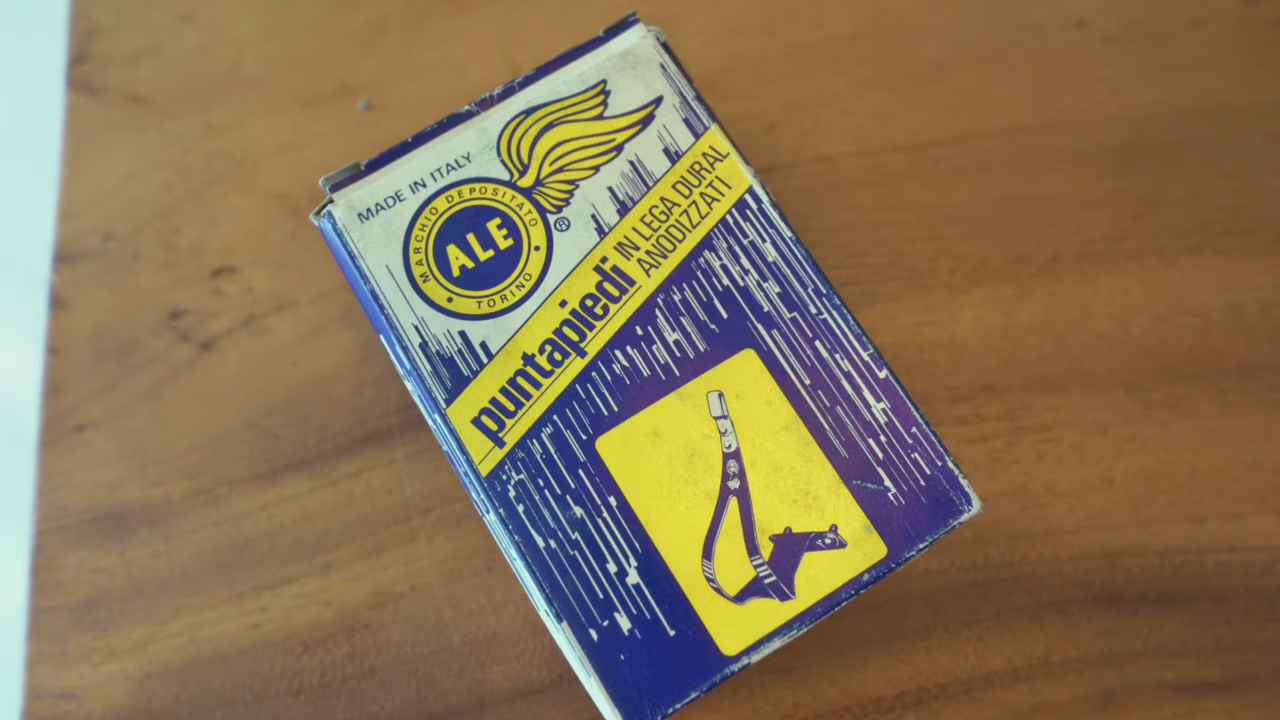 MADE IN ITALY
MARCHIO DEPOSITATO
ALE
TORINO
®
puntapiedi IN LEGA DURAL
ANODIZZATI